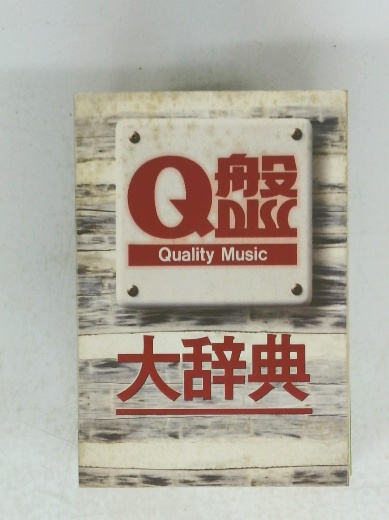 Q盤
DISC
Quality Music
大辞典